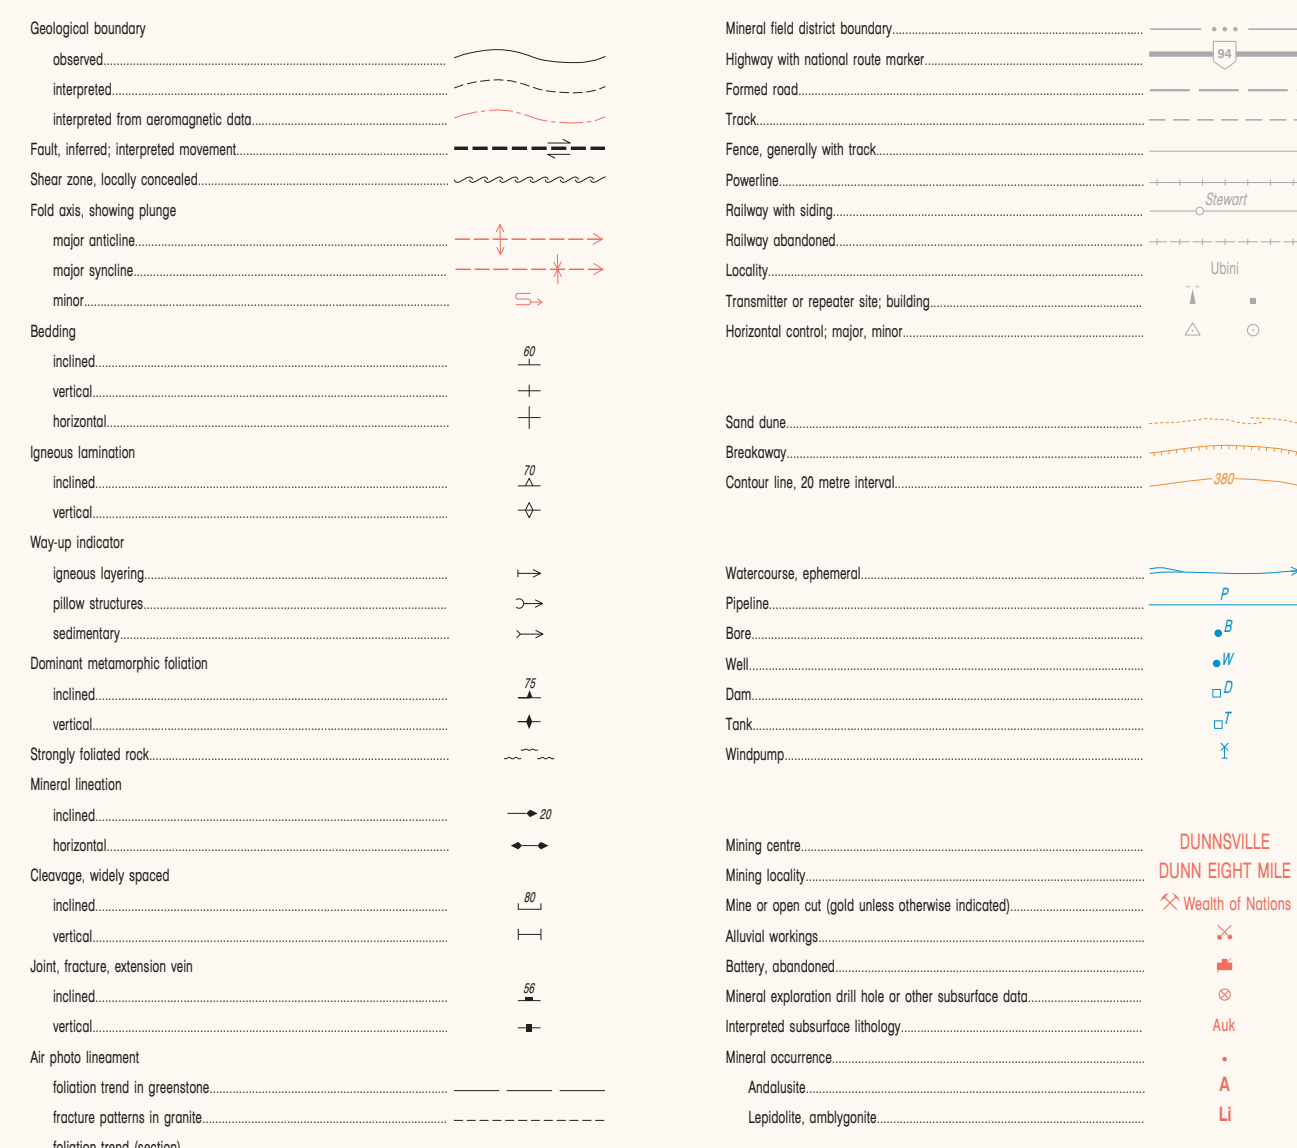 Geological boundary
observed
interpreted
interpreted from aeromagnetic data
Fault, inferred; interpreted movement
Shear zone, locally concealed
Fold axis, showing plunge
major anticline
major syncline
minor
Bedding
inclined 60
vertical
horizontal
Igneous lamination
inclined 70
vertical
Way-up indicator
igneous layering
pillow structures
sedimentary
Dominant metamorphic foliation
inclined 75
vertical
Strongly foliated rock
Mineral lineation
inclined 20
horizontal
Cleavage, widely spaced
inclined 80
vertical
Joint, fracture, extension vein
inclined 56
vertical
Air photo lineament
foliation trend in greenstone
fracture patterns in granite
foliation trend (section)
Mineral field district boundary
Highway with national route marker 94
Formed road
Track
Fence, generally with track
Powerline
Railway with siding Stewart
Railway abandoned
Locality Ubini
Transmitter or repeater site; building
Horizontal control; major, minor
Sand dune
Breakaway
Contour line, 20 metre interval 380
Watercourse, ephemeral
Pipeline P
Bore B
Well W
Dam D
Tank T
Windpump
Mining centre DUNNSVILLE
Mining locality DUNN EIGHT MILE
Mine or open cut (gold unless otherwise indicated) Wealth of Nations
Alluvial workings
Battery, abandoned
Mineral exploration drill hole or other subsurface data
Interpreted subsurface lithology Auk
Mineral occurrence
Andalusite A
Lepidolite, amblygonite Li